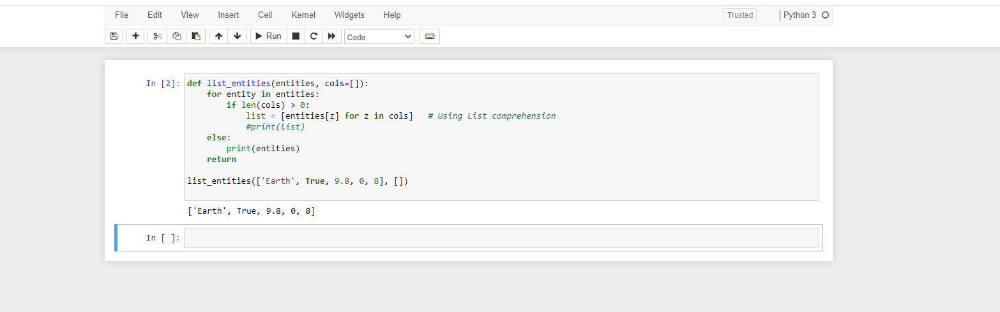 File Edit View Insert Cell Kernel Widgets Help Trusted Python 3
Run Code
In [2]: def list_entities(entities, cols=[]):
    for entity in entities:
        if len(cols) > 0:
            list = [entities[z] for z in cols]   # Using List comprehension
            #print(list)
    else:
        print(entities)
    return
list_entities(['Earth', True, 9.8, 0, 8], [])
['Earth', True, 9.8, 0, 8]
In [ ]: